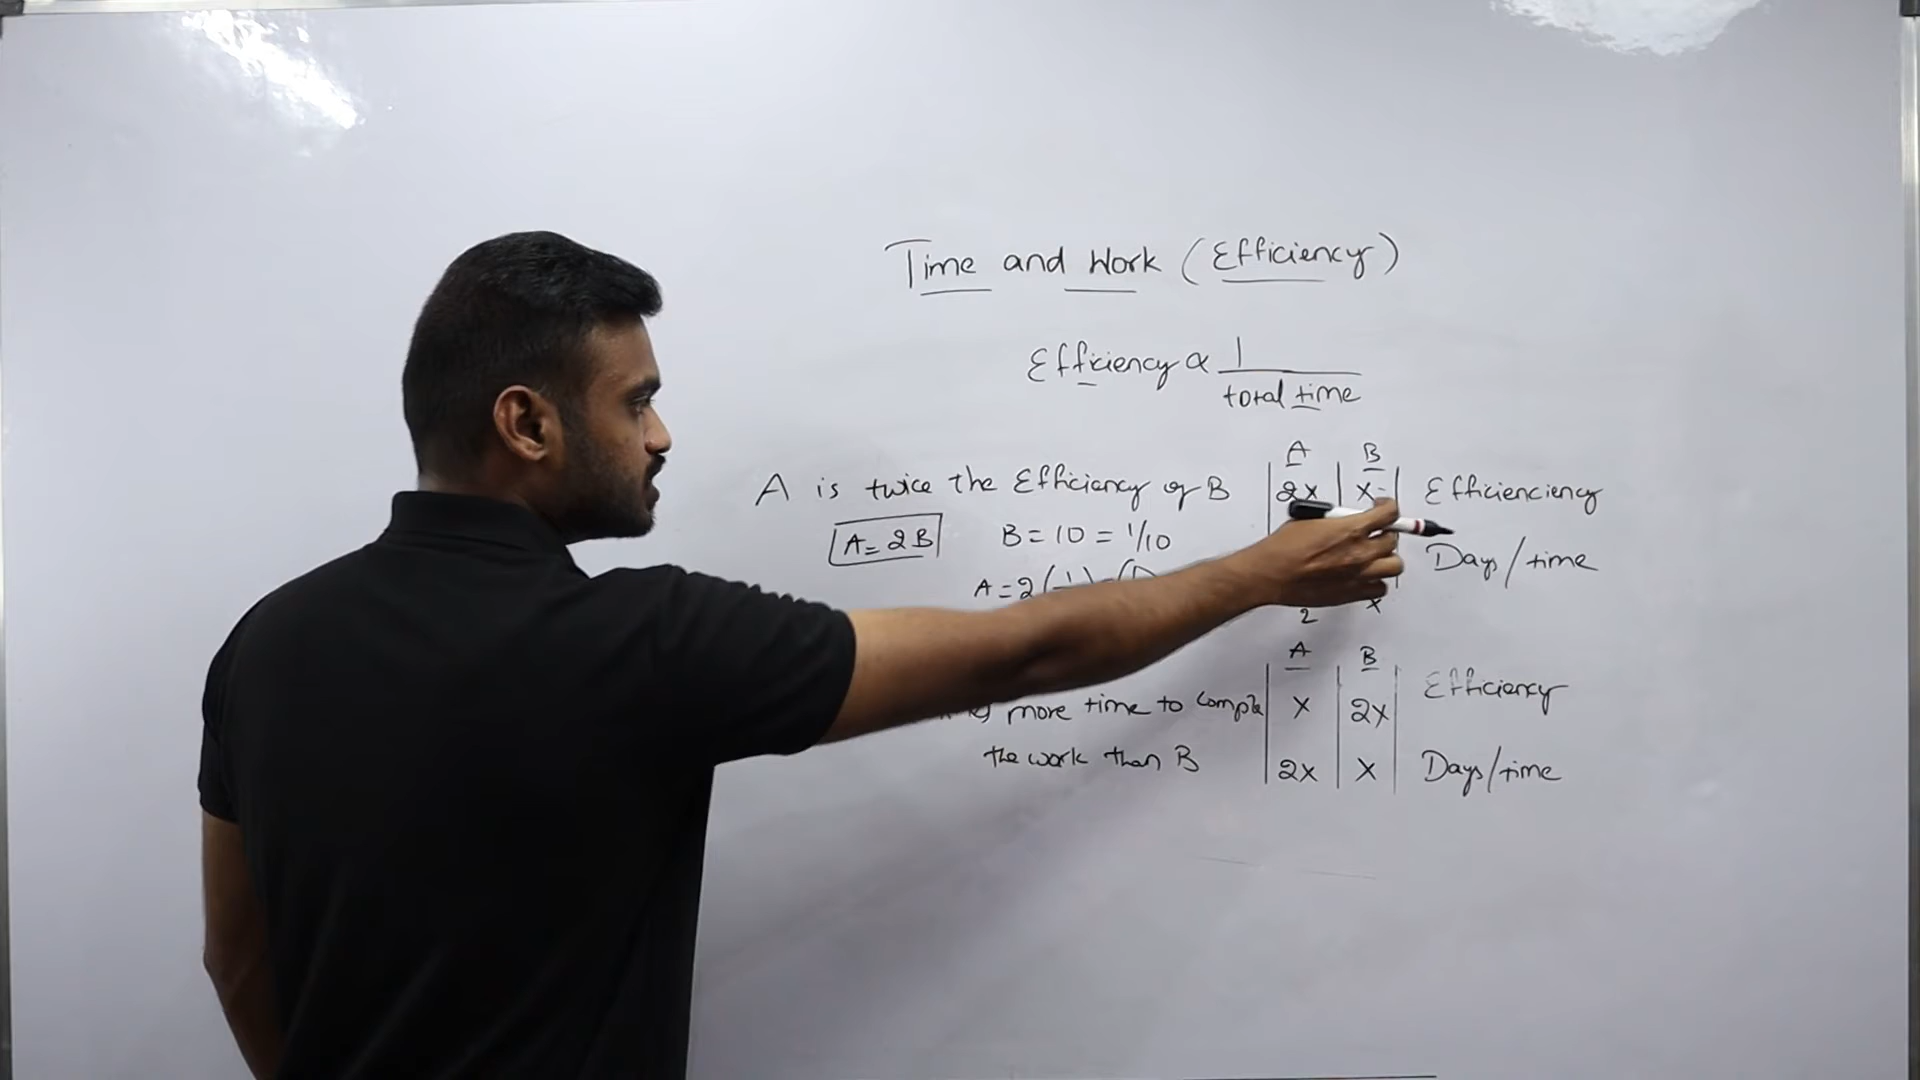 Time and Work (Efficiency)
Efficiency ∝ 1 / total time
A B
A is twice the Efficiency of B 2x x Efficienciency
A = 2B B = 10 = 1/10 Days/time
A = 2(
2 x
A B
x 2x Efficiency
more time to Comple
the work than B 2x x Days/time